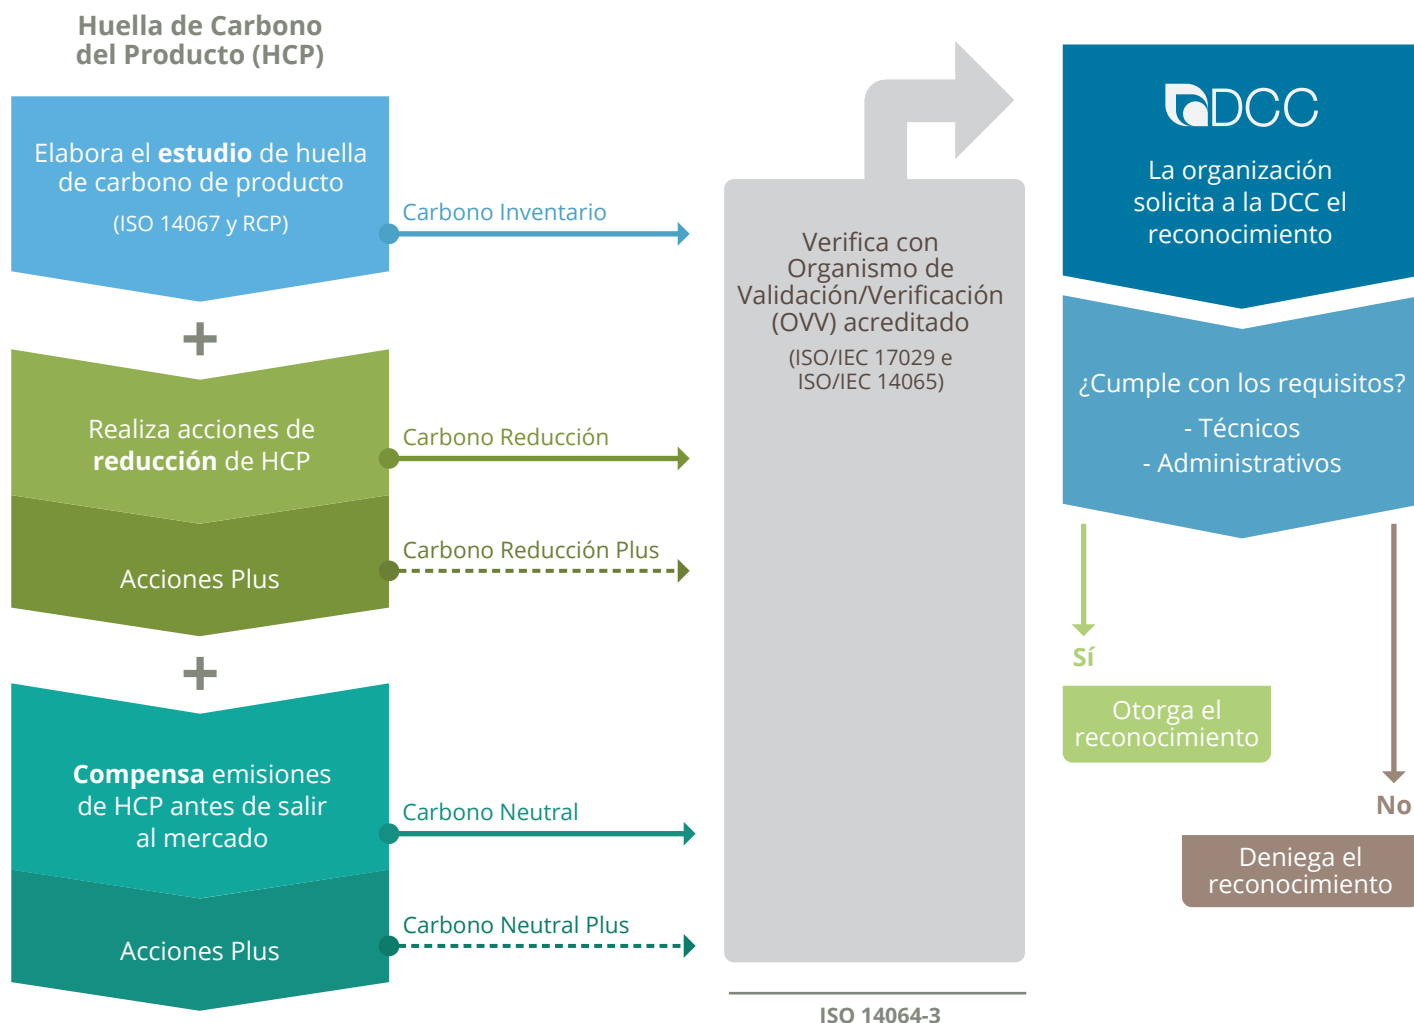 Huella de Carbono
del Producto (HCP)
Elabora el estudio de huella
de carbono de producto
(ISO 14067 y RCP)
Carbono Inventario
+
Realiza acciones de
reducción de HCP
Carbono Reducción
Acciones Plus
Carbono Reducción Plus
+
Compensa emisiones
de HCP antes de salir
al mercado
Carbono Neutral
Acciones Plus
Carbono Neutral Plus
Verifica con
Organismo de
Validación/Verificación
(OVV) acreditado
(ISO/IEC 17029 e
ISO/IEC 14065)
ISO 14064-3
DCC
La organización
solicita a la DCC el
reconocimiento
¿Cumple con los requisitos?
- Técnicos
- Administrativos
Sí
Otorga el
reconocimiento
No
Deniega el
reconocimiento